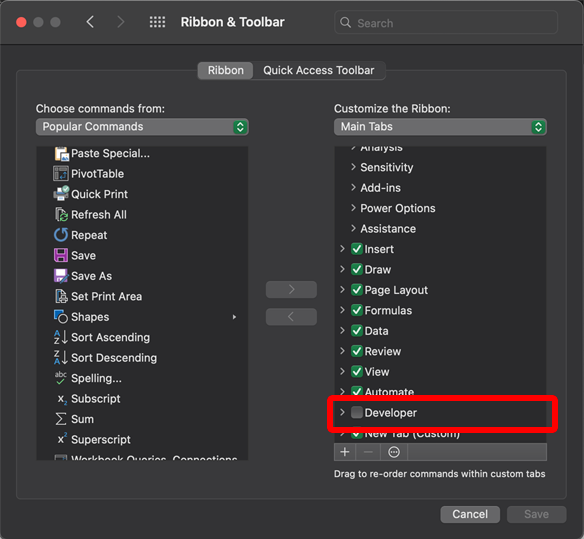 Ribbon & Toolbar
Search
Ribbon
Quick Access Toolbar
Choose commands from:
Popular Commands
Paste Special...
PivotTable
Quick Print
Refresh All
Repeat
Save
Save As
Set Print Area
Shapes
Sort Ascending
Sort Descending
Spelling...
Subscript
Sum
Superscript
Workbook Queries, Connections
Customize the Ribbon:
Main Tabs
Analysis
Sensitivity
Add-ins
Power Options
Assistance
Insert
Draw
Page Layout
Formulas
Data
Review
View
Automate
Developer
New Tab (Custom)
Drag to re-order commands within custom tabs
Cancel
Save